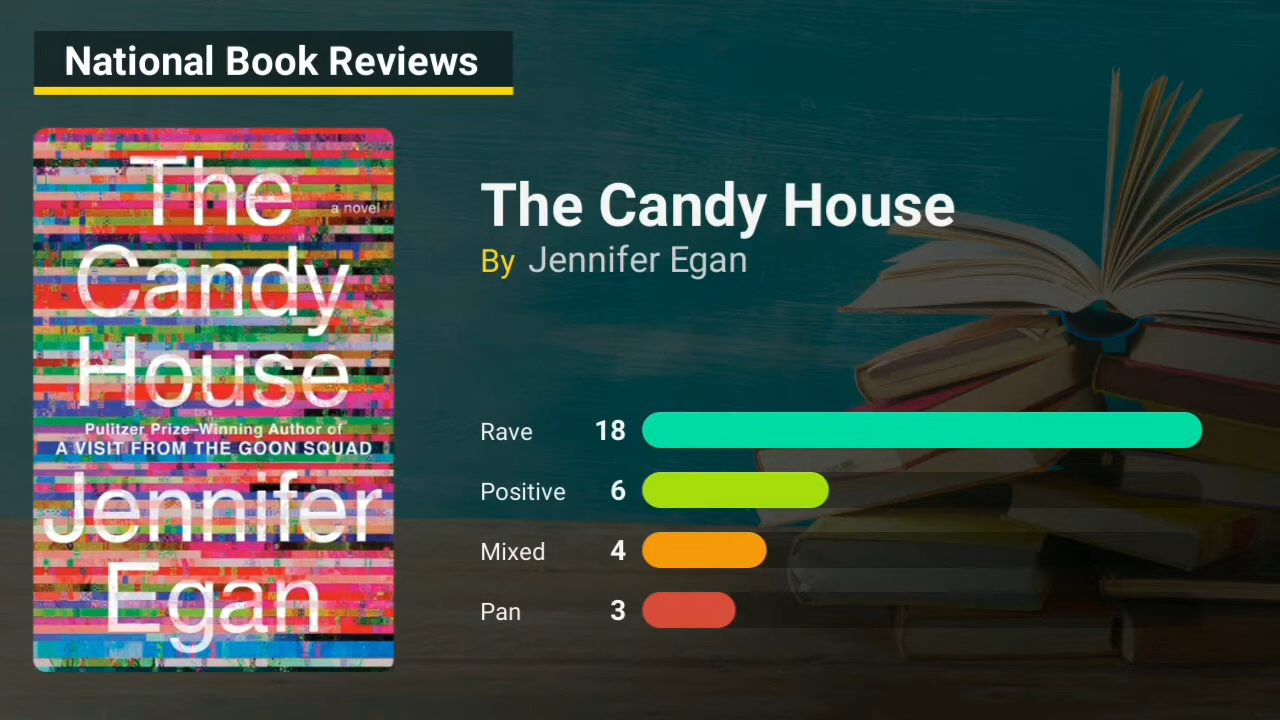 National Book Reviews
The
a novel
Candy
House
Pulitzer Prize–Winning Author of
A VISIT FROM THE GOON SQUAD
Jennifer
Egan
The Candy House
By Jennifer Egan
Rave 18
Positive 6
Mixed 4
Pan 3